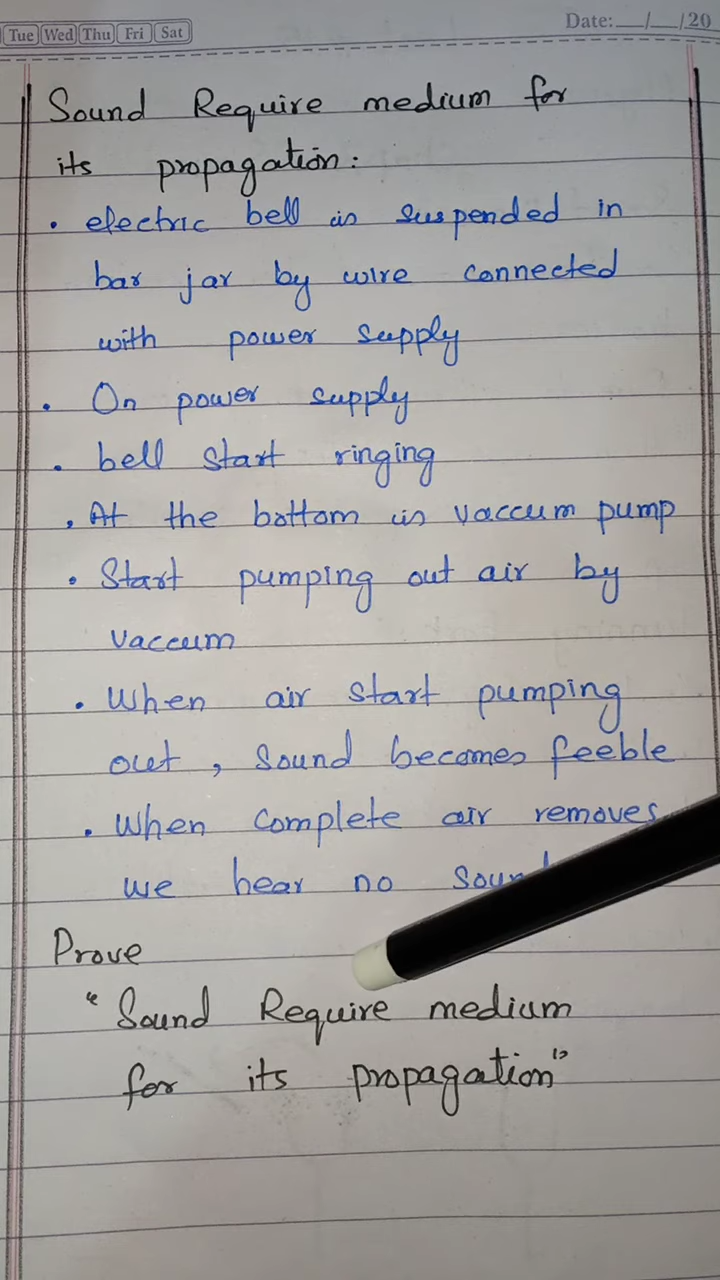 Tue Wed Thu Fri Sat Date:__/__/20
Sound Require medium for
its propagation:
• electric bell is suspended in
bar jar by wire connected
with power supply
• On power supply
• bell start ringing
• At the bottom is vaccum pump
• Start pumping out air by
vaccum
• When air start pumping
out, sound becomes feeble
• When complete air removes
we hear no
Prove
"Sound Require medium
for its propagation"